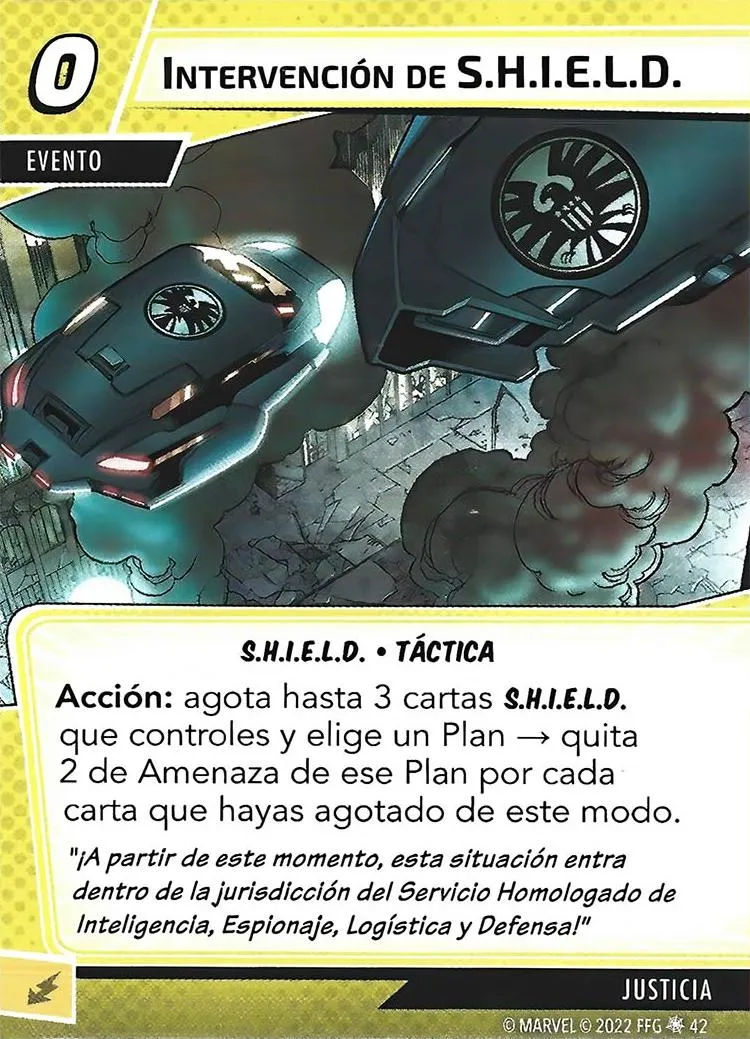 0
INTERVENCIÓN DE S.H.I.E.L.D.
EVENTO
S.H.I.E.L.D. • TÁCTICA
Acción: agota hasta 3 cartas S.H.I.E.L.D.
que controles y elige un Plan → quita
2 de Amenaza de ese Plan por cada
carta que hayas agotado de este modo.
"¡A partir de este momento, esta situación entra
dentro de la jurisdicción del Servicio Homologado de
Inteligencia, Espionaje, Logística y Defensa!"
JUSTICIA
© MARVEL © 2022 FFG 42